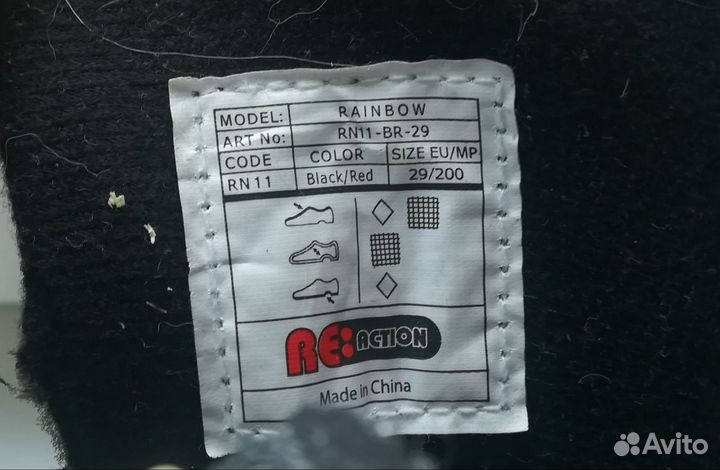 MODEL: RAINBOW
ART No: RN11-BR-29
CODE COLOR SIZE EU/MP
RN11 Black/Red 29/200
RE:ACTION
Made in China
Avito